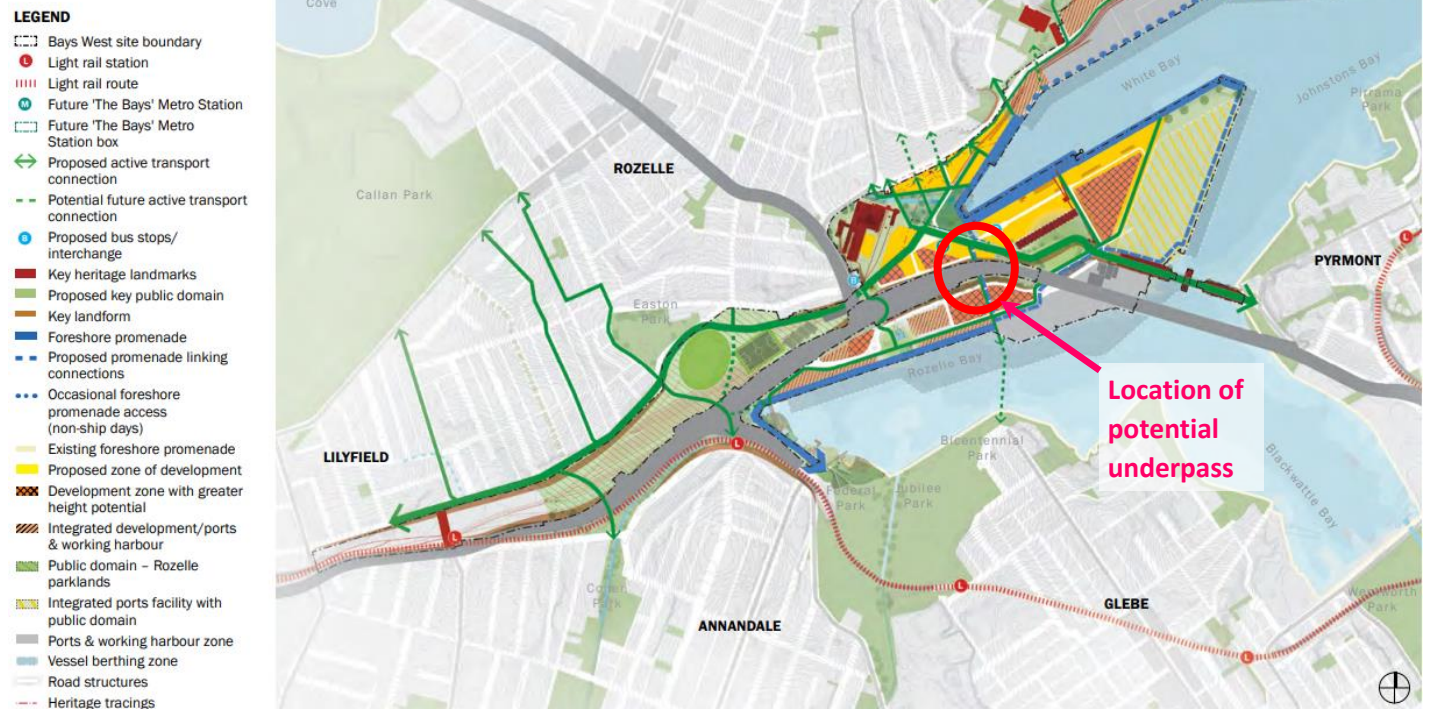 LEGEND
Bays West site boundary
L Light rail station
Light rail route
M Future 'The Bays' Metro Station
Future 'The Bays' Metro
Station box
Proposed active transport
connection
Potential future active transport
connection
B Proposed bus stops/
interchange
Key heritage landmarks
Proposed key public domain
Key landform
Foreshore promenade
Proposed promenade linking
connections
Occasional foreshore
promenade access
(non-ship days)
Existing foreshore promenade
Proposed zone of development
Development zone with greater
height potential
Integrated development/ports
& working harbour
Public domain – Rozelle
parklands
Integrated ports facility with
public domain
Ports & working harbour zone
Vessel berthing zone
Road structures
Heritage tracings
Cove
White Bay
Johnstons Bay
Pirrama
Park
ROZELLE
Callan Park
PYRMONT
L
Easton
Park
B
Rozelle Bay
Location of
potential
underpass
Bicentennial
Park
Blackwattle Bay
L
LILYFIELD
Federal
Park
Jubilee
Park
L
L
Park
GLEBE
Wentworth
Park
ANNANDALE
L